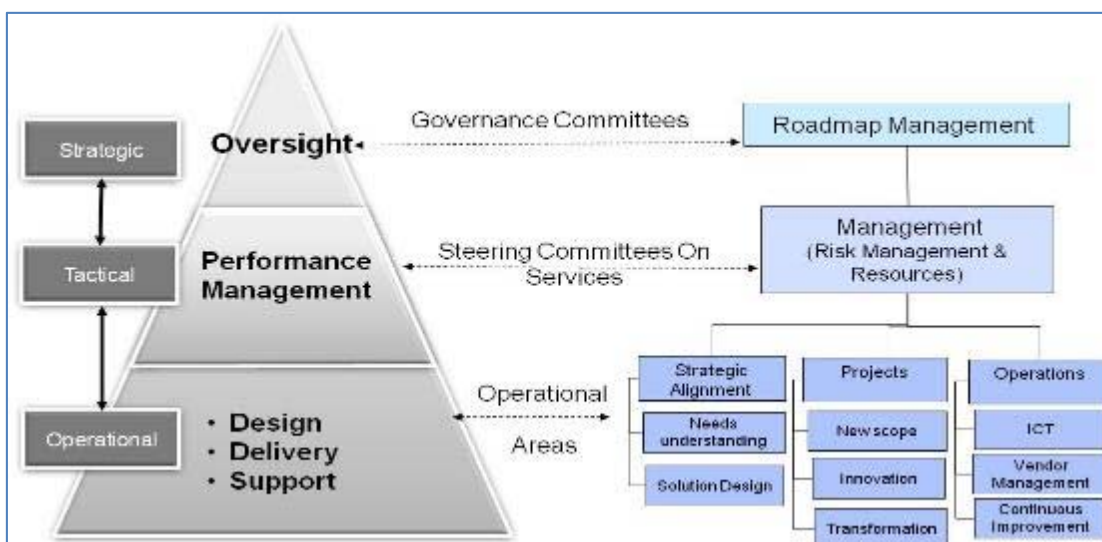 Strategic
Tactical
Operational
Oversight
Performance
Management
• Design
• Delivery
• Support
Governance Committees
Steering Committees On
Services
Operational
Areas
Roadmap Management
Management
(Risk Management &
Resources)
Strategic
Alignment
Needs
understanding
Solution Design
Projects
New scope
Innovation
Transformation
Operations
ICT
Vendor
Management
Continuous
Improvement